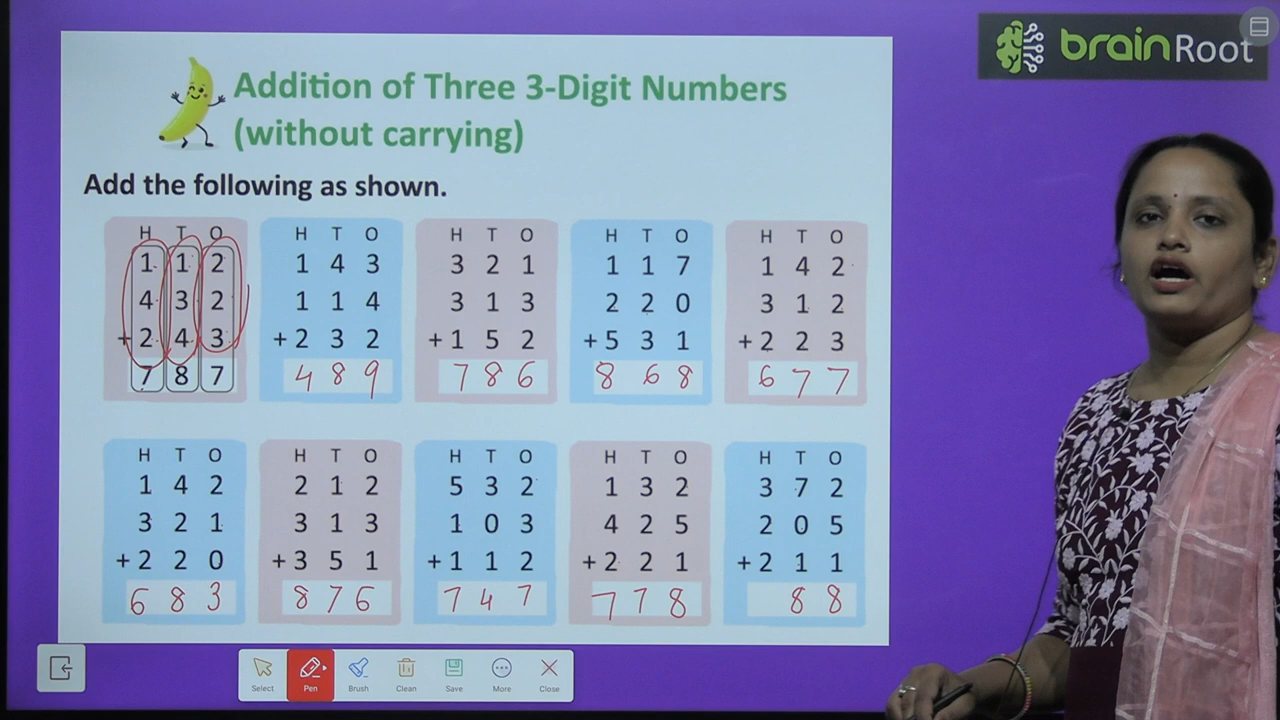 brainRoot
Addition of Three 3-Digit Numbers
(without carrying)
Add the following as shown.
H T O H T O H T O H T O H T O
1 1 2 1 4 3 3 2 1 1 1 7 1 4 2
4 3 2 1 1 4 3 1 3 2 2 0 3 1 2
+2 4 3 +2 3 2 +1 5 2 +5 3 1 +2 2 3
7 8 7 4 8 9 7 8 6 8 6 8 6 7 7
H T O H T O H T O H T O H T O
1 4 2 2 1 2 5 3 2 1 3 2 3 7 2
3 2 1 3 1 3 1 0 3 4 2 5 2 0 5
+2 2 0 +3 5 1 +1 1 2 +2 2 1 +2 1 1
6 8 3 8 7 6 7 4 7 7 7 8 8 8
Select Pen Brush Clean Save More Close